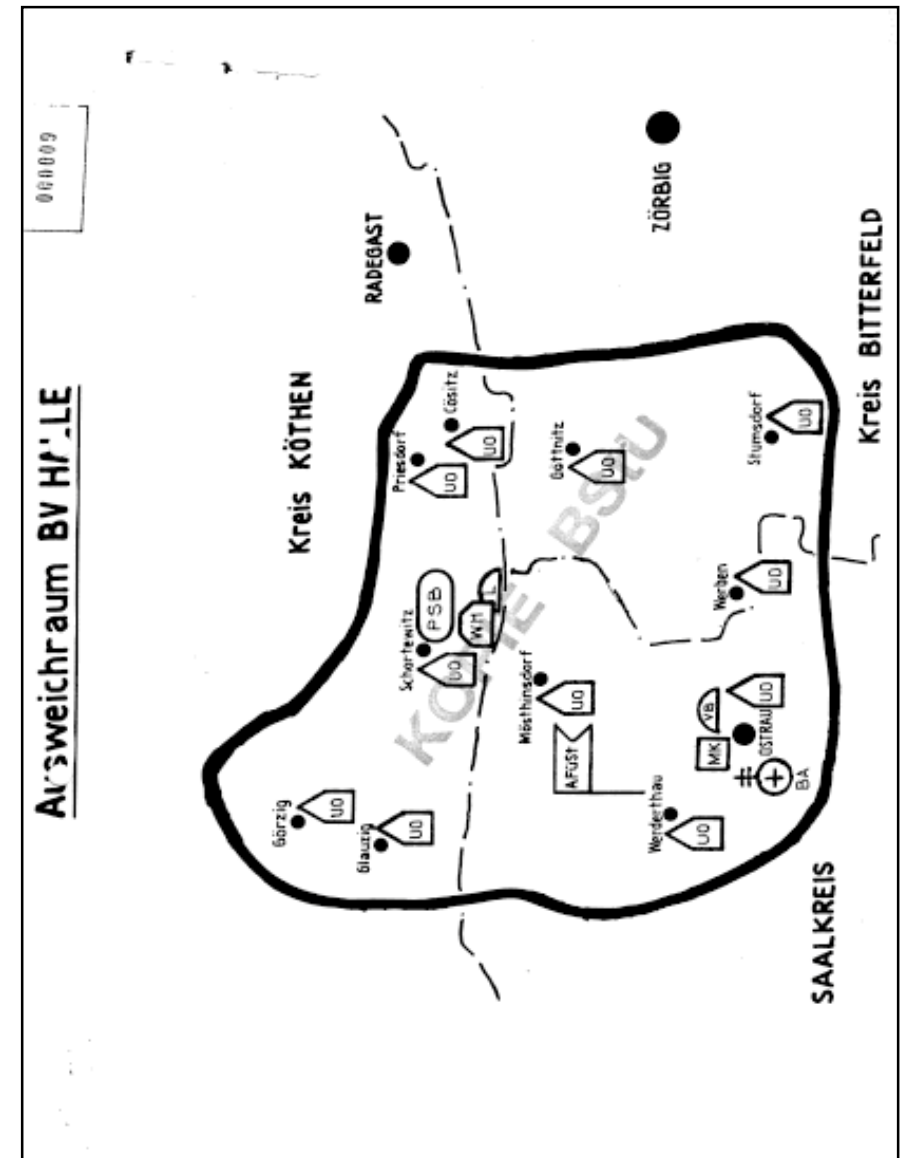 Ausweichraum BV HALLE
000009
Kreis KÖTHEN
Görzig
UO
Glauzig
UO
RADEGAST
Priesdorf
UO
Cösitz
UO
Schortewitz
UO
PSB
WM
Mösthinsdorf
UO
AFüSt
Göttnitz
UO
ZÖRBIG
Werderthau
UO
MK
VB
OSTRAU
UO
BA
Werben
UO
Stumsdorf
UO
SAALKREIS
Kreis BITTERFELD
KOPIE BStU